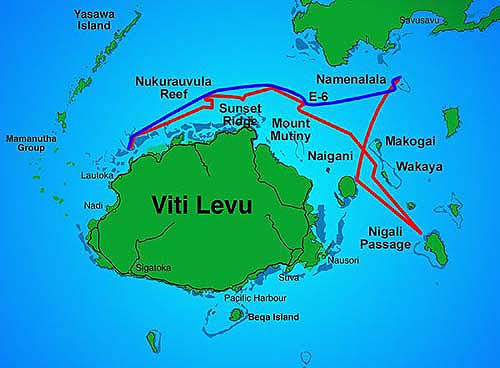 Yasawa
Island
Savusavu
Nukurauvula
Reef
Namenalala
E-6
Sunset
Ridge
Mount
Mutiny
Mamanutha
Group
Makogai
Naigani
Wakaya
Lautoka
Viti Levu
Nadi
Nigali
Passage
Sigatoka
Nausori
Suva
Pacific Harbour
Beqa Island